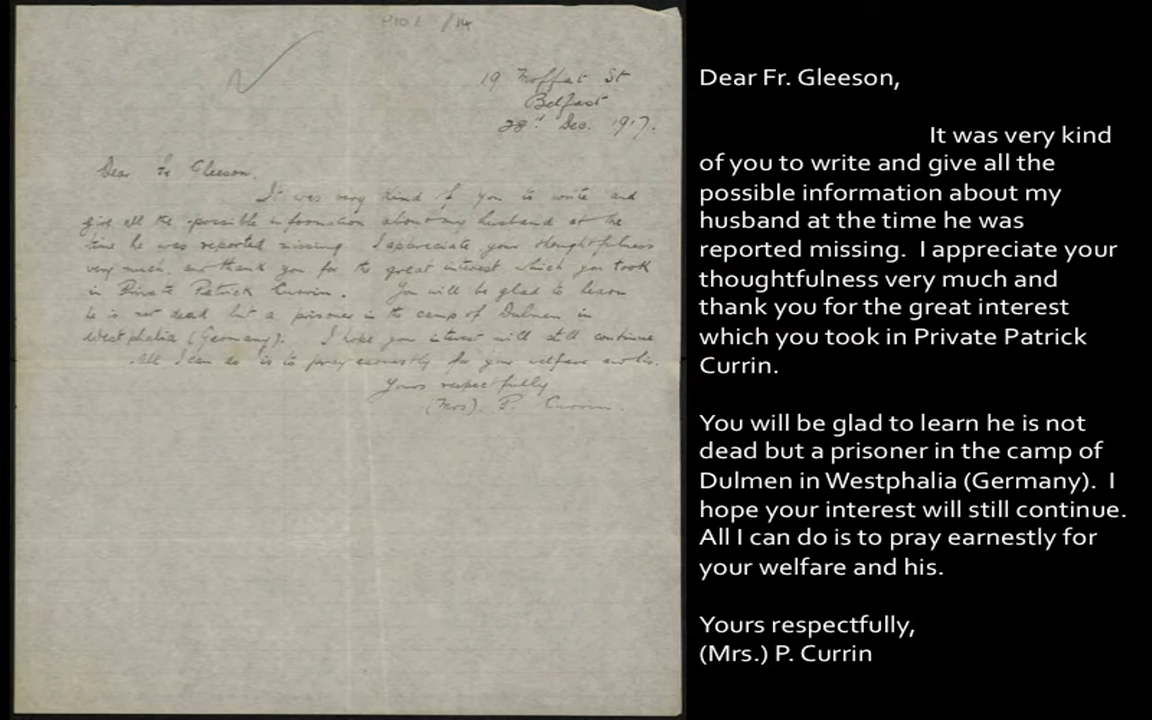 P101 /14
19 Moffat St
Belfast
28th Dec. 1917.
Dear Fr Gleeson.
It was very kind of you to write and
give all the possible information about my husband at the
time he was reported missing. I appreciate your thoughtfulness
very much, and thank you for the great interest which you took
in Private Patrick Currin. You will be glad to learn
he is not dead but a prisoner in the camp of Dulmen in
Westphalia (Germany). I hope your interest will still continue
All I can do is to pray earnestly for your welfare and his.
Yours respectfully
(Mrs). P. Currin.
Dear Fr. Gleeson,
It was very kind
of you to write and give all the
possible information about my
husband at the time he was
reported missing. I appreciate your
thoughtfulness very much and
thank you for the great interest
which you took in Private Patrick
Currin.
You will be glad to learn he is not
dead but a prisoner in the camp of
Dulmen in Westphalia (Germany). I
hope your interest will still continue.
All I can do is to pray earnestly for
your welfare and his.
Yours respectfully,
(Mrs.) P. Currin